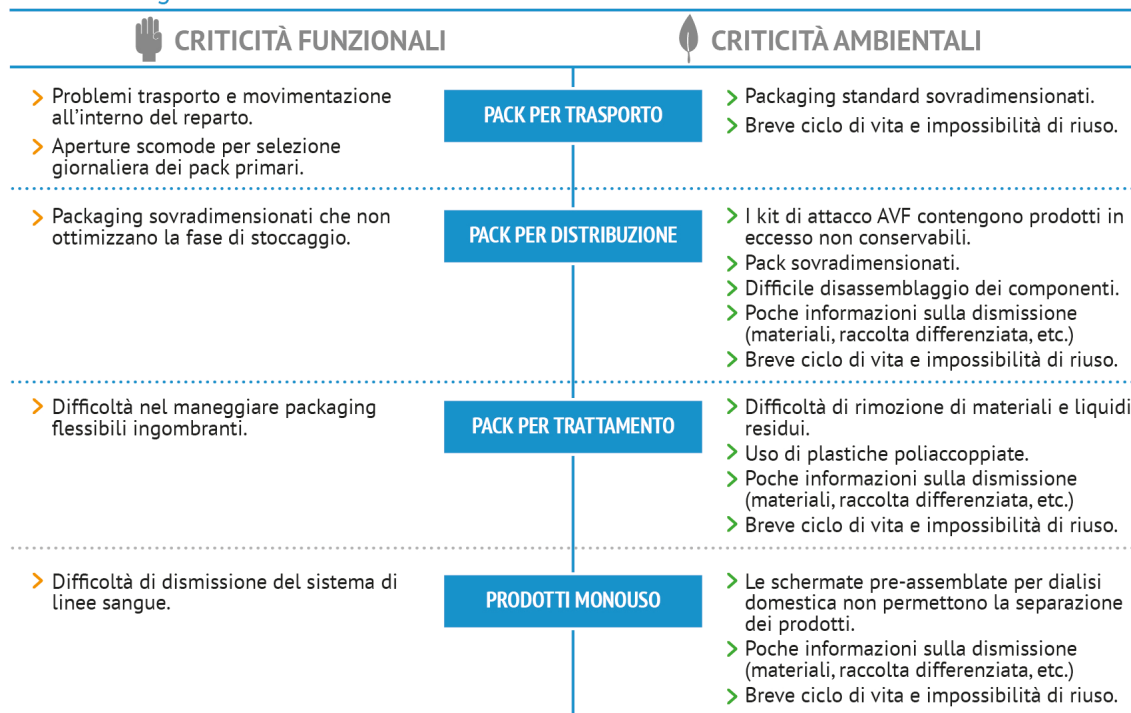 CRITICITÀ FUNZIONALI
CRITICITÀ AMBIENTALI
Problemi trasporto e movimentazione
all'interno del reparto.
Aperture scomode per selezione
giornaliera dei pack primari.
PACK PER TRASPORTO
Packaging standard sovradimensionati.
Breve ciclo di vita e impossibilità di riuso.
Packaging sovradimensionati che non
ottimizzano la fase di stoccaggio.
PACK PER DISTRIBUZIONE
I kit di attacco AVF contengono prodotti in
eccesso non conservabili.
Pack sovradimensionati.
Difficile disassemblaggio dei componenti.
Poche informazioni sulla dismissione
(materiali, raccolta differenziata, etc.)
Breve ciclo di vita e impossibilità di riuso.
Difficoltà nel maneggiare packaging
flessibili ingombranti.
PACK PER TRATTAMENTO
Difficoltà di rimozione di materiali e liquidi
residui.
Uso di plastiche poliaccoppiate.
Poche informazioni sulla dismissione
(materiali, raccolta differenziata, etc.)
Breve ciclo di vita e impossibilità di riuso.
Difficoltà di dismissione del sistema di
linee sangue.
PRODOTTI MONOUSO
Le schermate pre-assemblate per dialisi
domestica non permettono la separazione
dei prodotti.
Poche informazioni sulla dismissione
(materiali, raccolta differenziata, etc.)
Breve ciclo di vita e impossibilità di riuso.